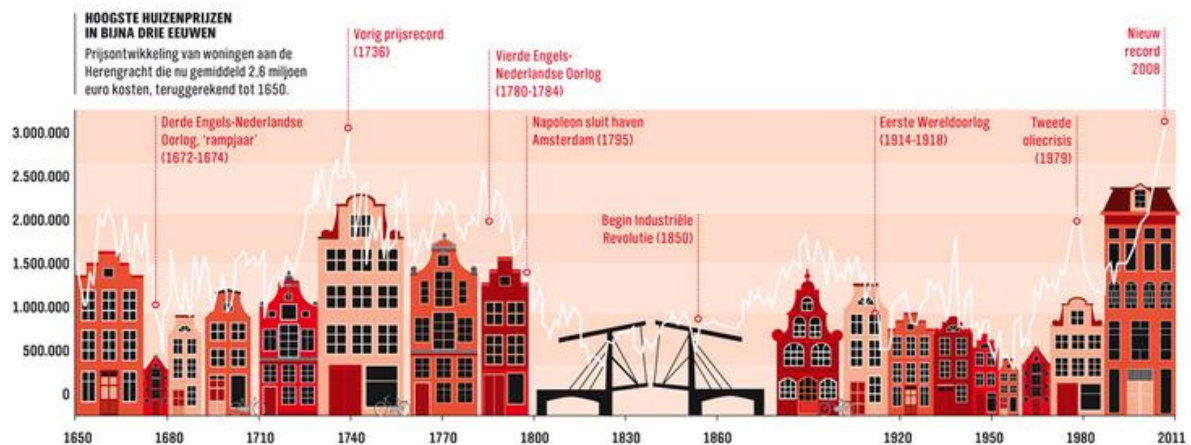 HOOGSTE HUIZENPRIJZEN
IN BIJNA DRIE EEUWEN
Prijsontwikkeling van woningen aan de
Herengracht die nu gemiddeld 2,6 miljoen
euro kosten, teruggerekend tot 1650.
Vorig prijsrecord
(1736)
Vierde Engels-
Nederlandse Oorlog
(1780-1784)
Nieuw
record
2008
Derde Engels-Nederlandse
Oorlog, 'rampjaar'
(1672-1674)
Napoleon sluit haven
Amsterdam (1795)
Eerste Wereldoorlog
(1914-1918)
Tweede
oliecrisis
(1979)
Begin Industriële
Revolutie (1850)
3.000.000
2.500.000
2.000.000
1.500.000
1.000.000
500.000
0
1650 1680 1710 1740 1770 1800 1830 1860 1920 1950 1980 2011